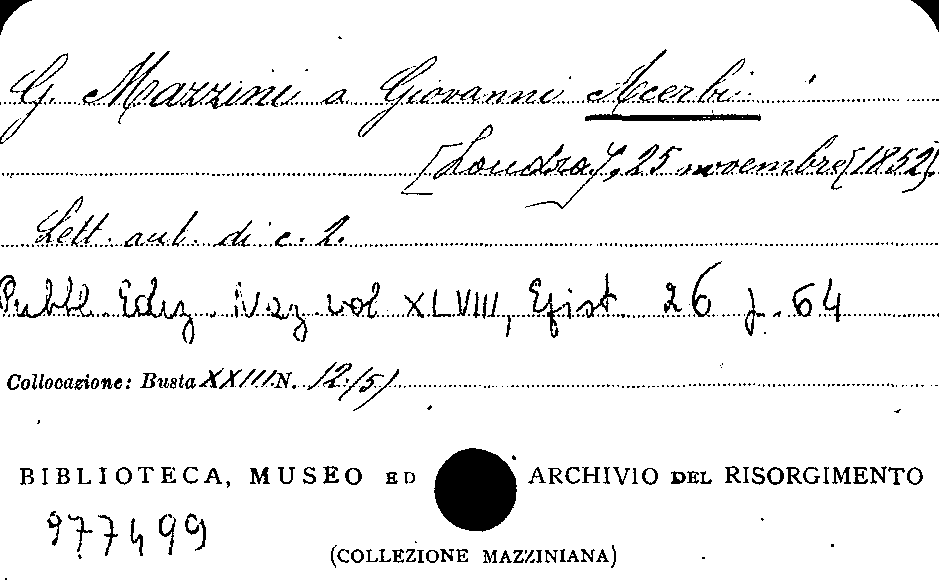 G. Mazzini a Giovanni Acerbi
[Londra], 25 novembre [1852].
Lett. aut. di c. 2.
Pubbl. Ediz. Naz. vol XLVIII, Epist. 26 p. 64
Collocazione: Busta XXIII N. 12/(5)
BIBLIOTECA, MUSEO ED ARCHIVIO DEL RISORGIMENTO
977499
(COLLEZIONE MAZZINIANA)